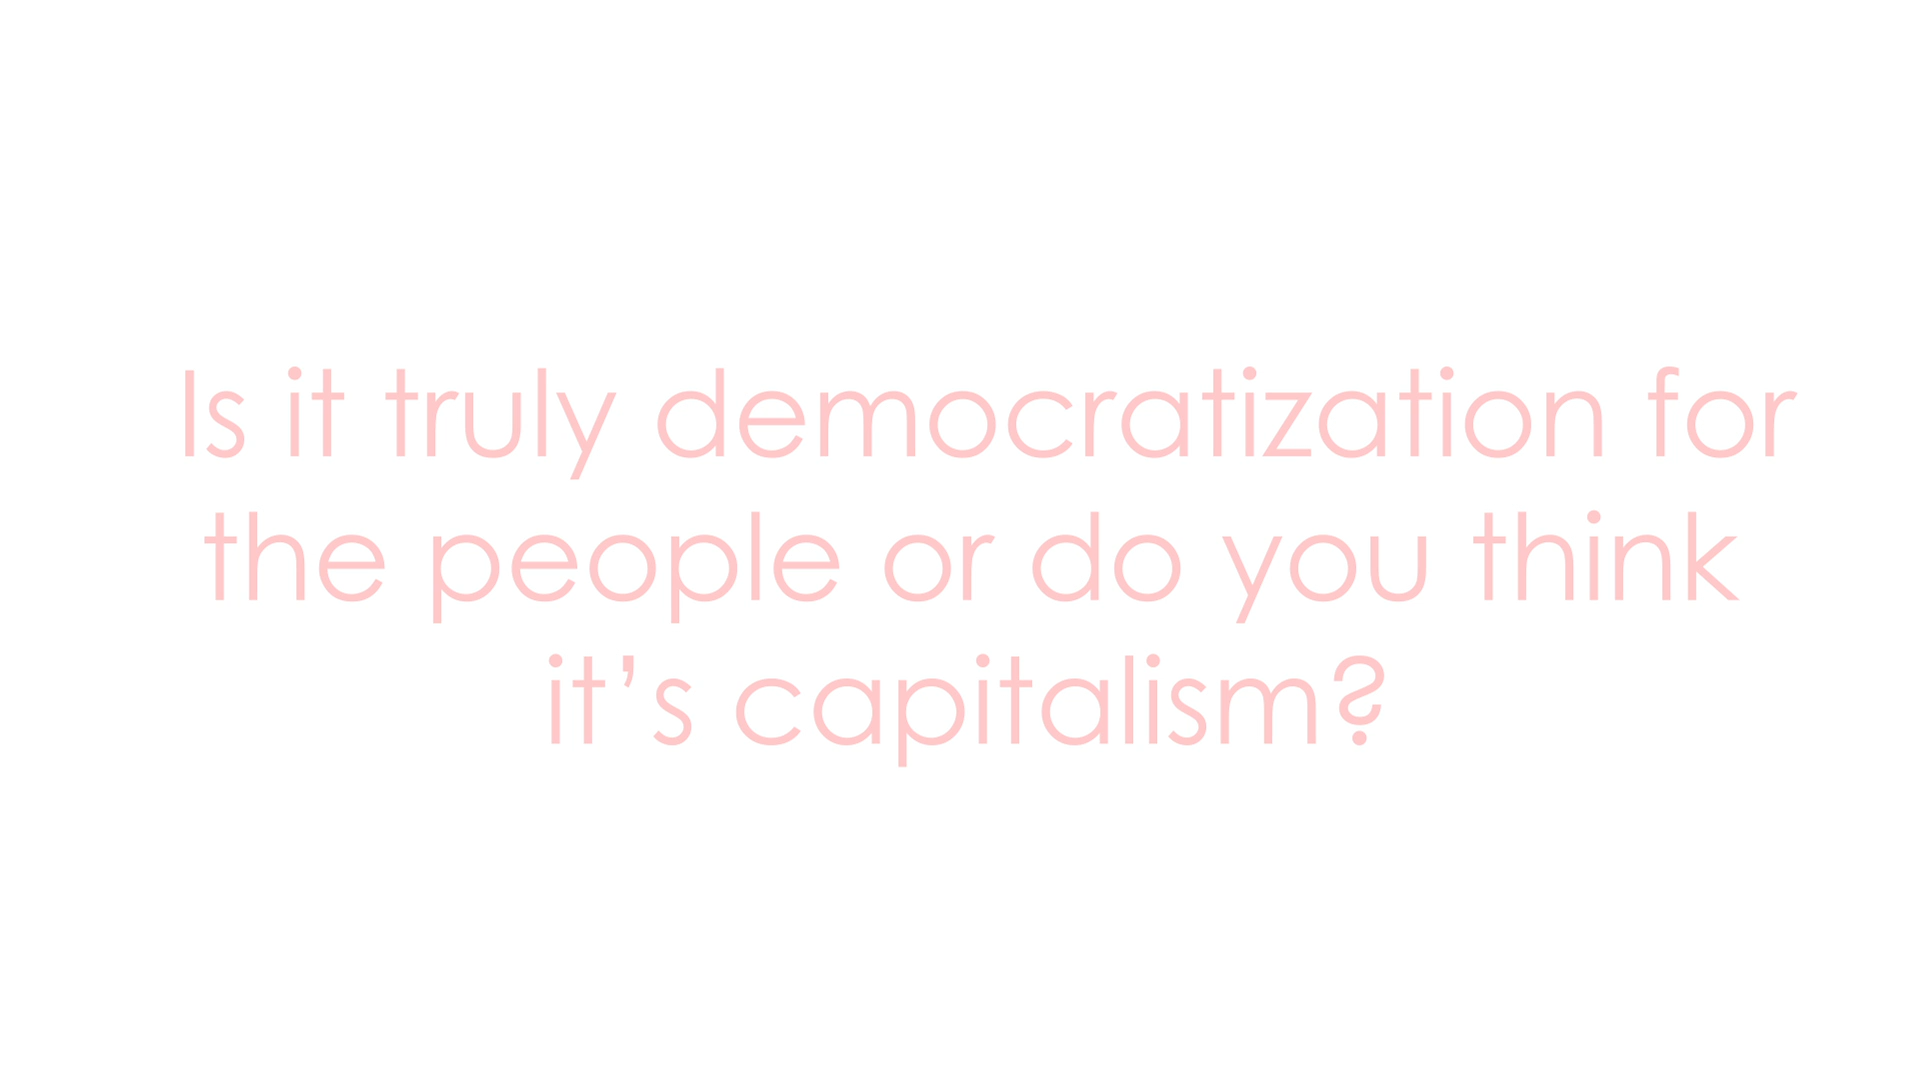 Is it truly democratization for
the people or do you think
it’s capitalism?